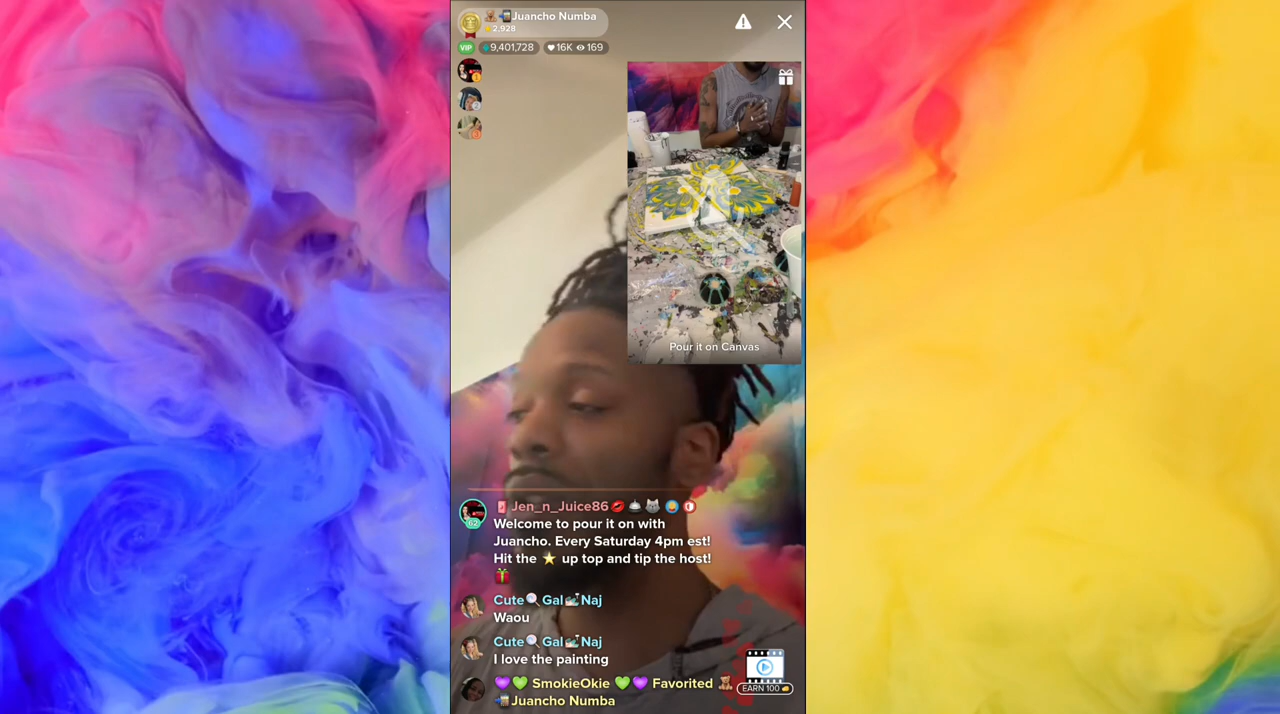 🧸📲Juancho Numba
2,928
VIP 9,401,728 16K 169
Pour it on Canvas
Jen_n_Juice86💋
62
Welcome to pour it on with
Juancho. Every Saturday 4pm est!
Hit the ⭐ up top and tip the host!
🎁
Cute🔍Gal Naj
Waou
Cute🔍Gal Naj
I love the painting
💜💚 SmokieOkie 💚💜 Favorited 🧸
📲Juancho Numba
EARN 100